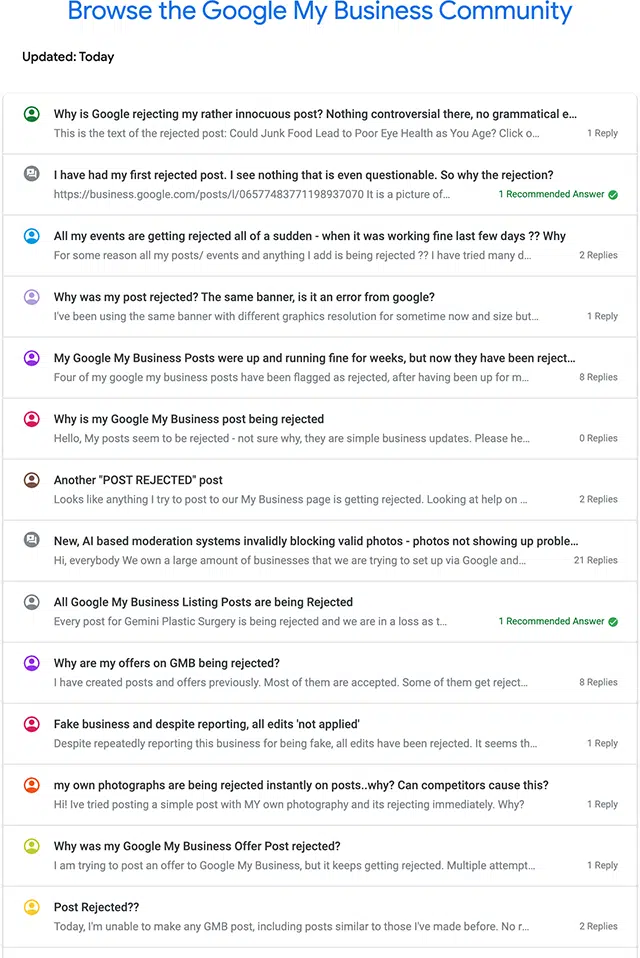 Browse the Google My Business Community
Updated: Today
Why is Google rejecting my rather innocuous post? Nothing controversial there, no grammatical e...
This is the text of the rejected post: Could Junk Food Lead to Poor Eye Health as You Age? Click o... 1 Reply
I have had my first rejected post. I see nothing that is even questionable. So why the rejection?
https://business.google.com/posts/l/06577483771198937070 It is a picture of... 1 Recommended Answer
All my events are getting rejected all of a sudden - when it was working fine last few days ?? Why
For some reason all my posts/ events and anything I add is being rejected ?? I have tried many d... 2 Replies
Why was my post rejected? The same banner, is it an error from google?
I've been using the same banner with different graphics resolution for sometime now and size but... 1 Reply
My Google My Business Posts were up and running fine for weeks, but now they have been reject...
Four of my google my business posts have been flagged as rejected, after having been up for m... 8 Replies
Why is my Google My Business post being rejected
Hello, My posts seem to be rejected - not sure why, they are simple business updates. Please he... 0 Replies
Another "POST REJECTED" post
Looks like anything I try to post to our My Business page is getting rejected. Looking at help on ... 2 Replies
New, AI based moderation systems invalidly blocking valid photos - photos not showing up proble...
Hi, everybody We own a large amount of businesses that we are trying to set up via Google and... 21 Replies
All Google My Business Listing Posts are being Rejected
Every post for Gemini Plastic Surgery is being rejected and we are in a loss as t... 1 Recommended Answer
Why are my offers on GMB being rejected?
I have created posts and offers previously. Most of them are accepted. Some of them get reject... 8 Replies
Fake business and despite reporting, all edits 'not applied'
Despite repeatedly reporting this business for being fake, all edits have been rejected. It seems th... 1 Reply
my own photographs are being rejected instantly on posts..why? Can competitors cause this?
Hi! Ive tried posting a simple post with MY own photography and its rejecting immediately. Why? 1 Reply
Why was my Google My Business Offer Post rejected?
I am trying to post an offer to Google My Business, but it keeps getting rejected. Multiple attempt... 1 Reply
Post Rejected??
Today, I'm unable to make any GMB post, including posts similar to those I've made before. No r... 2 Replies